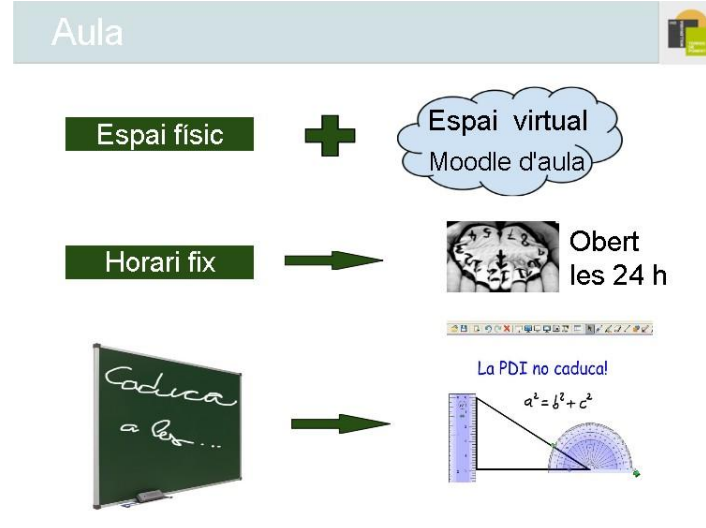 Aula
Espai físic
Espai virtual
Moodle d'aula
Horari fix
Obert
les 24 h
Caduca
a les ...
La PDI no caduca!
a² = b² + c²